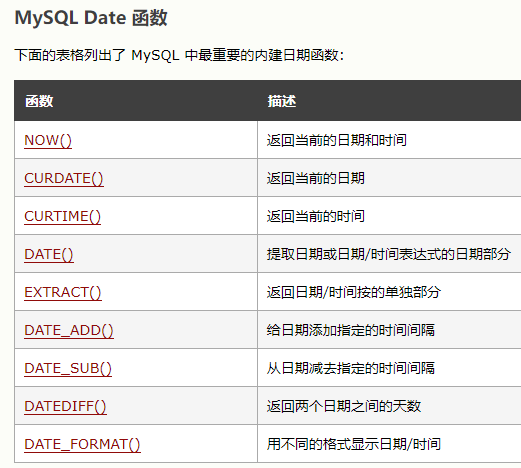 MySQL Date 函数
下面的表格列出了 MySQL 中最重要的内建日期函数：
函数 描述
NOW() 返回当前的日期和时间
CURDATE() 返回当前的日期
CURTIME() 返回当前的时间
DATE() 提取日期或日期/时间表达式的日期部分
EXTRACT() 返回日期/时间按的单独部分
DATE_ADD() 给日期添加指定的时间间隔
DATE_SUB() 从日期减去指定的时间间隔
DATEDIFF() 返回两个日期之间的天数
DATE_FORMAT() 用不同的格式显示日期/时间